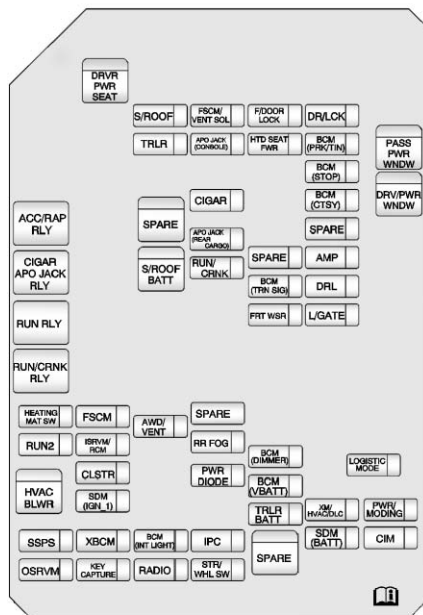 DRVR
PWR
SEAT
S/ROOF
FSCM/
VENT SOL
F/DOOR
LOCK
DR/LCK
TRLR
APO JACK
(CONSOLE)
HTD SEAT
PWR
BCM
(PRK/TIN)
PASS
PWR
WNDW
BCM
(STOP)
DRV/PWR
WNDW
CIGAR
BCM
(CTSY)
ACC/RAP
RLY
SPARE
APO JACK
(REAR
CARGO)
SPARE
CIGAR
APO JACK
RLY
S/ROOF
BATT
RUN/
CRNK
SPARE
AMP
BCM
(TRN SIG)
DRL
RUN RLY
FRT WSR
L/GATE
RUN/CRNK
RLY
HEATING
MAT SW
FSCM
AWD/
VENT
SPARE
RUN2
ISRVM/
RCM
RR FOG
BCM
(DIMMER)
LOGISTIC
MODE
HVAC
BLWR
CLSTR
PWR
DIODE
BCM
(VBATT)
SDM
(IGN_1)
TRLR
BATT
XM/
HVAC/DLC
PWR/
MODING
SSPS
XBCM
BCM
(INT LIGHT)
IPC
SPARE
SDM
(BATT)
CIM
OSRVM
KEY
CAPTURE
RADIO
STR/
WHL SW